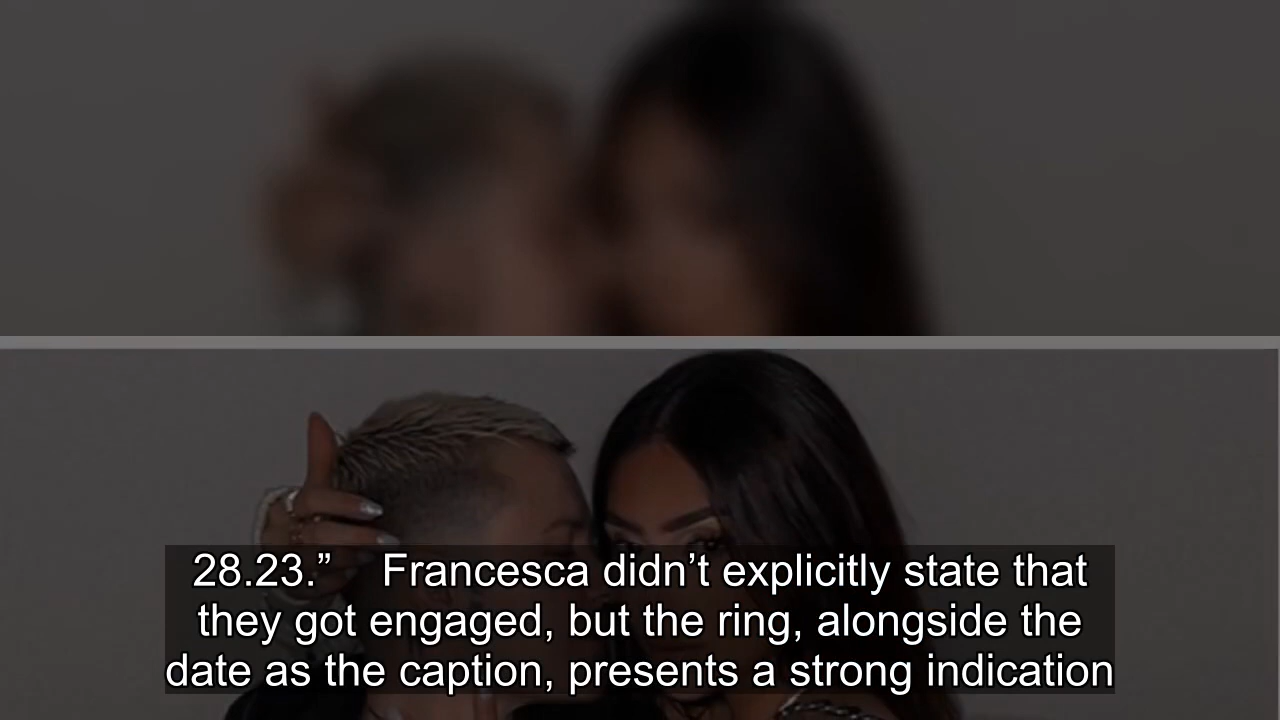 28.23.” Francesca didn’t explicitly state that
they got engaged, but the ring, alongside the
date as the caption, presents a strong indication